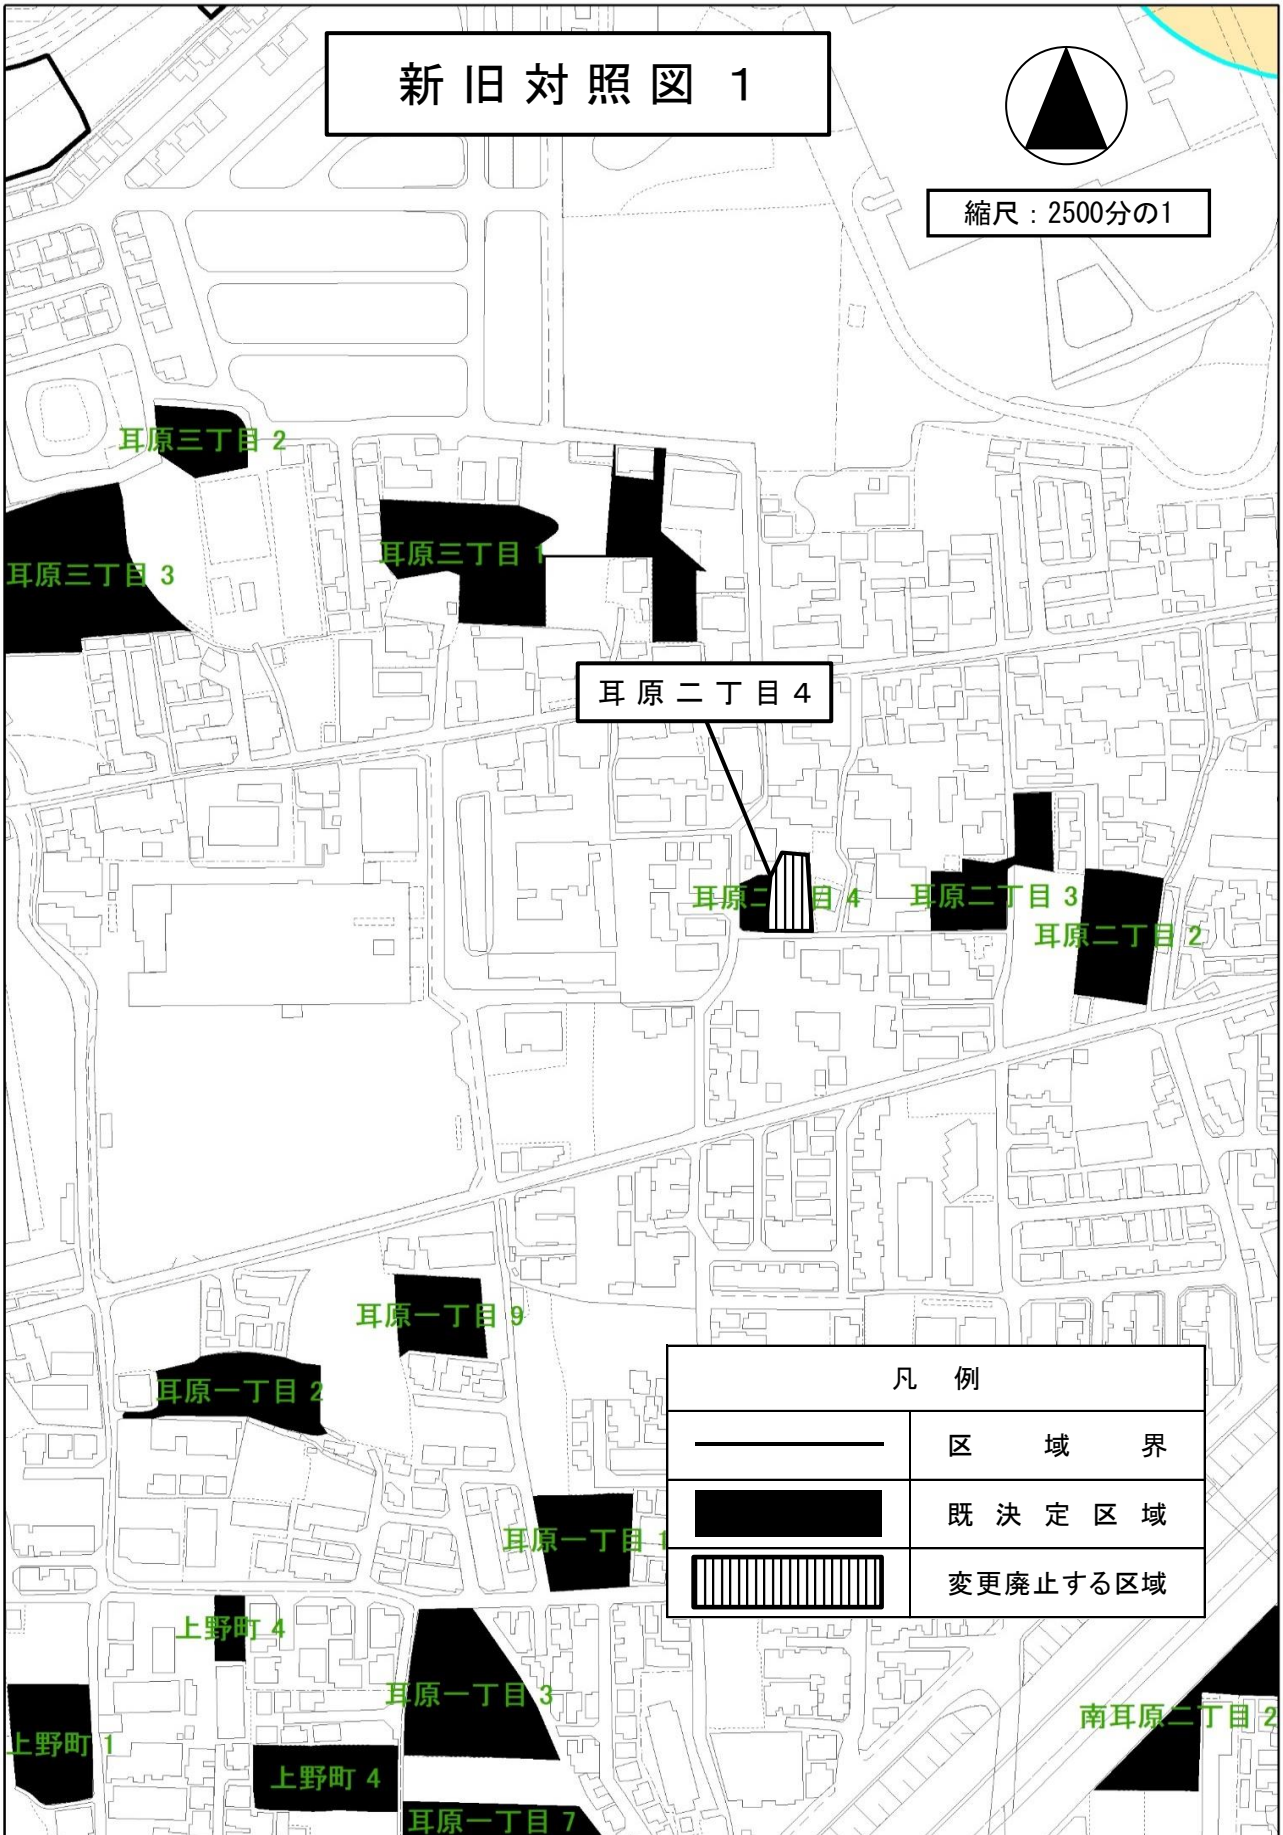 新旧対照図 1
縮尺：2500分の1
耳原三丁目 2
耳原三丁目 1
耳原三丁目 3
耳原二丁目4
耳原二 目 4
耳原二丁目 3
耳原二丁目 2
耳原一丁目 9
耳原一丁目 2
凡例
区域界
既決定区域
変更廃止する区域
耳原一丁目 1
上野町 4
耳原一丁目 3
南耳原二丁目 2
上野町 1
上野町 4
耳原一丁目 7